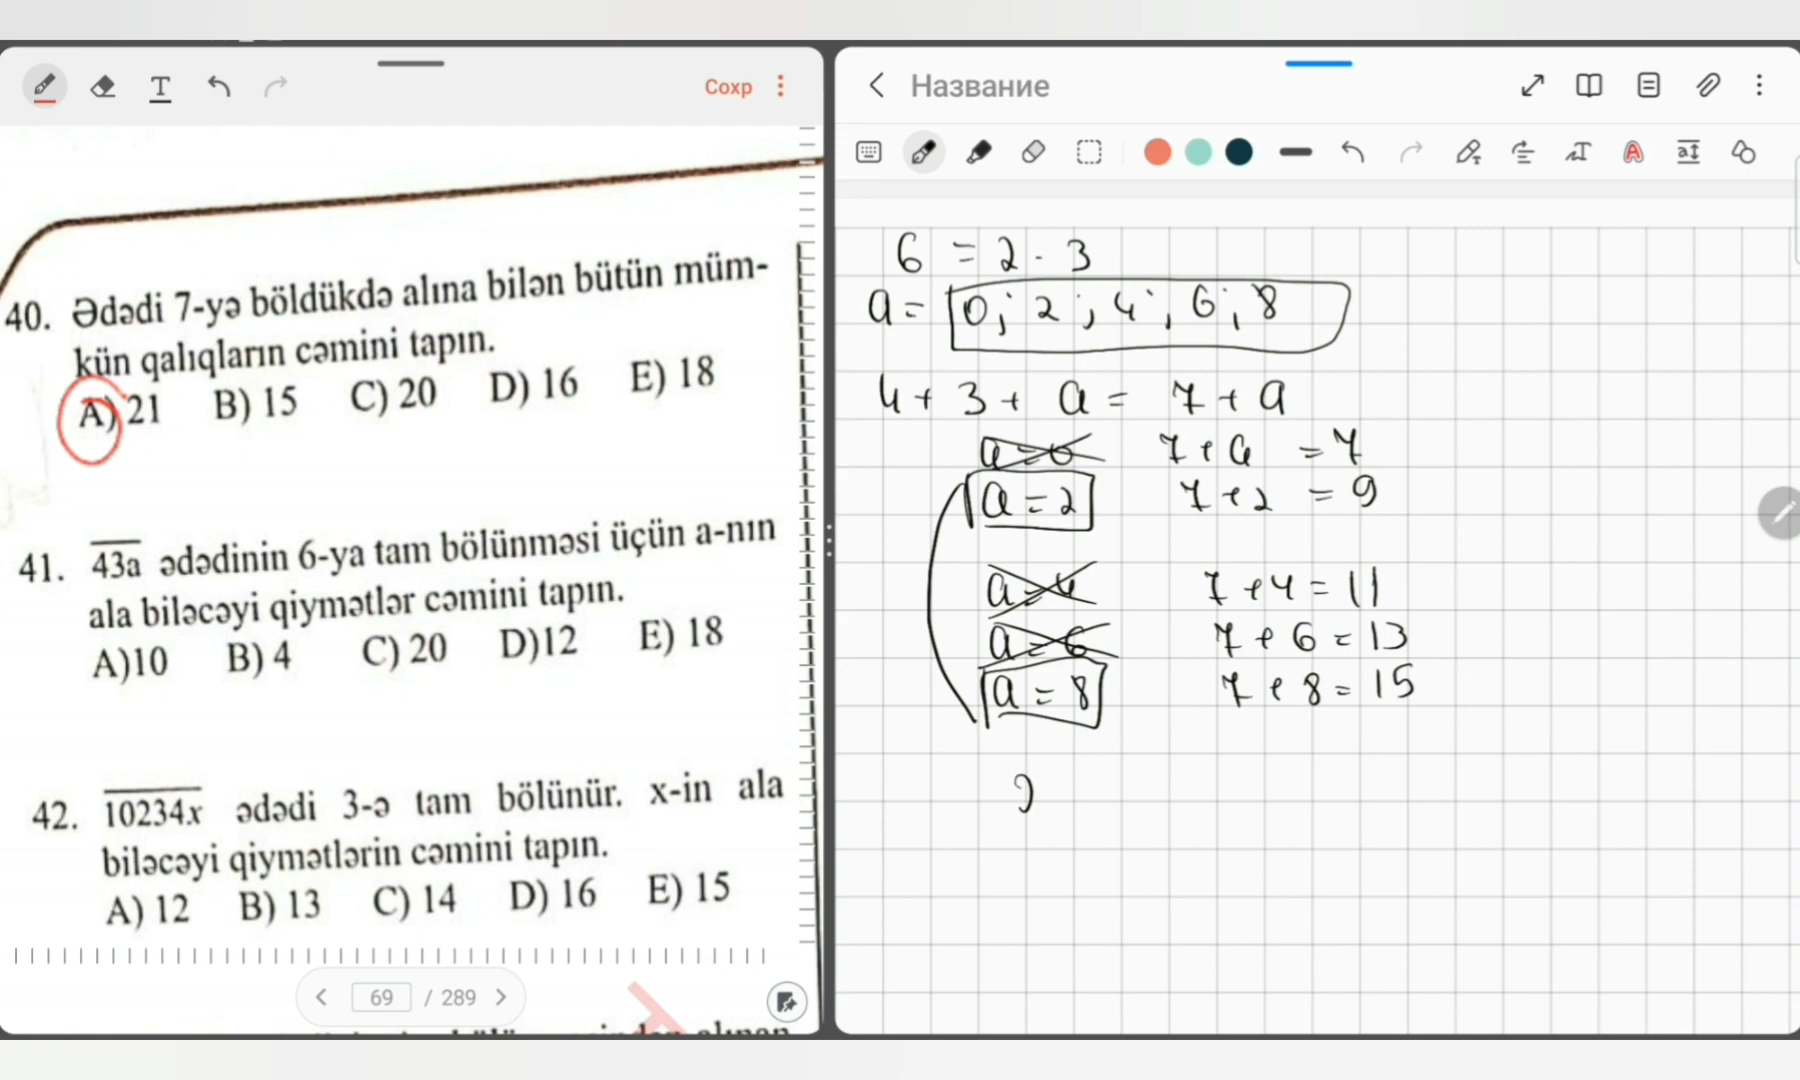 Сохр
40. Ədədi 7-yə böldükdə alına bilən bütün müm-
kün qalıqların cəmini tapın.
A) 21 B) 15 C) 20 D) 16 E) 18
41. 43a ədədinin 6-ya tam bölünməsi üçün a-nın
ala biləcəyi qiymətlər cəmini tapın.
A)10 B) 4 C) 20 D)12 E) 18
42. 10234x ədədi 3-ə tam bölünür. x-in ala
biləcəyi qiymətlərin cəmini tapın.
A) 12 B) 13 C) 14 D) 16 E) 15
69 / 289
Название
6 = 2 · 3
a = 0; 2; 4; 6; 8
4 + 3 + a = 7 + a
a = 0 7 + a = 7
a = 2 7 + 2 = 9
a = 4 7 + 4 = 11
a = 6 7 + 6 = 13
a = 8 7 + 8 = 15